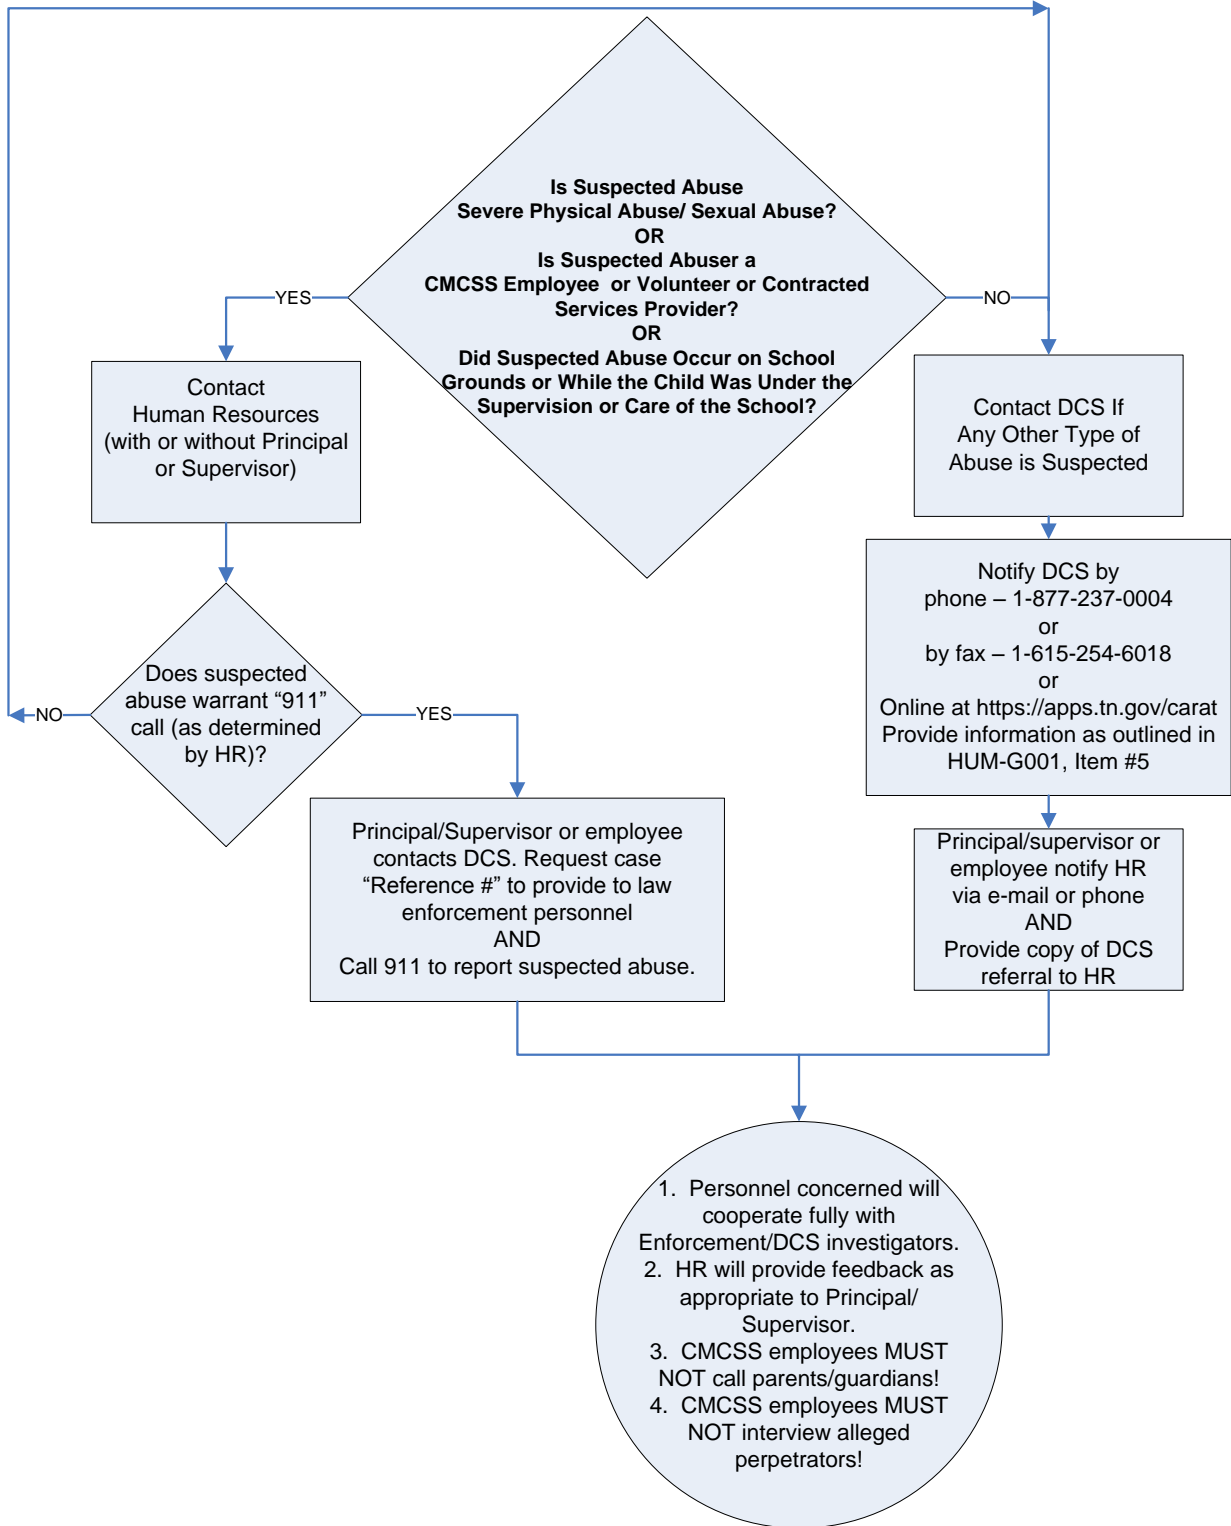 Is Suspected Abuse
Severe Physical Abuse/ Sexual Abuse?
OR
Is Suspected Abuser a
CMCSS Employee or Volunteer or Contracted
Services Provider?
OR
Did Suspected Abuse Occur on School
Grounds or While the Child Was Under the
Supervision or Care of the School?
YES
NO
Contact
Human Resources
(with or without Principal
or Supervisor)
Contact DCS If
Any Other Type of
Abuse is Suspected
Does suspected
abuse warrant “911”
call (as determined
by HR)?
NO
YES
Notify DCS by
phone – 1-877-237-0004
or
by fax – 1-615-254-6018
or
Online at https://apps.tn.gov/carat
Provide information as outlined in
HUM-G001, Item #5
Principal/Supervisor or employee
contacts DCS. Request case
“Reference #” to provide to law
enforcement personnel
AND
Call 911 to report suspected abuse.
Principal/supervisor or
employee notify HR
via e-mail or phone
AND
Provide copy of DCS
referral to HR
1. Personnel concerned will
cooperate fully with
Enforcement/DCS investigators.
2. HR will provide feedback as
appropriate to Principal/
Supervisor.
3. CMCSS employees MUST
NOT call parents/guardians!
4. CMCSS employees MUST
NOT interview alleged
perpetrators!